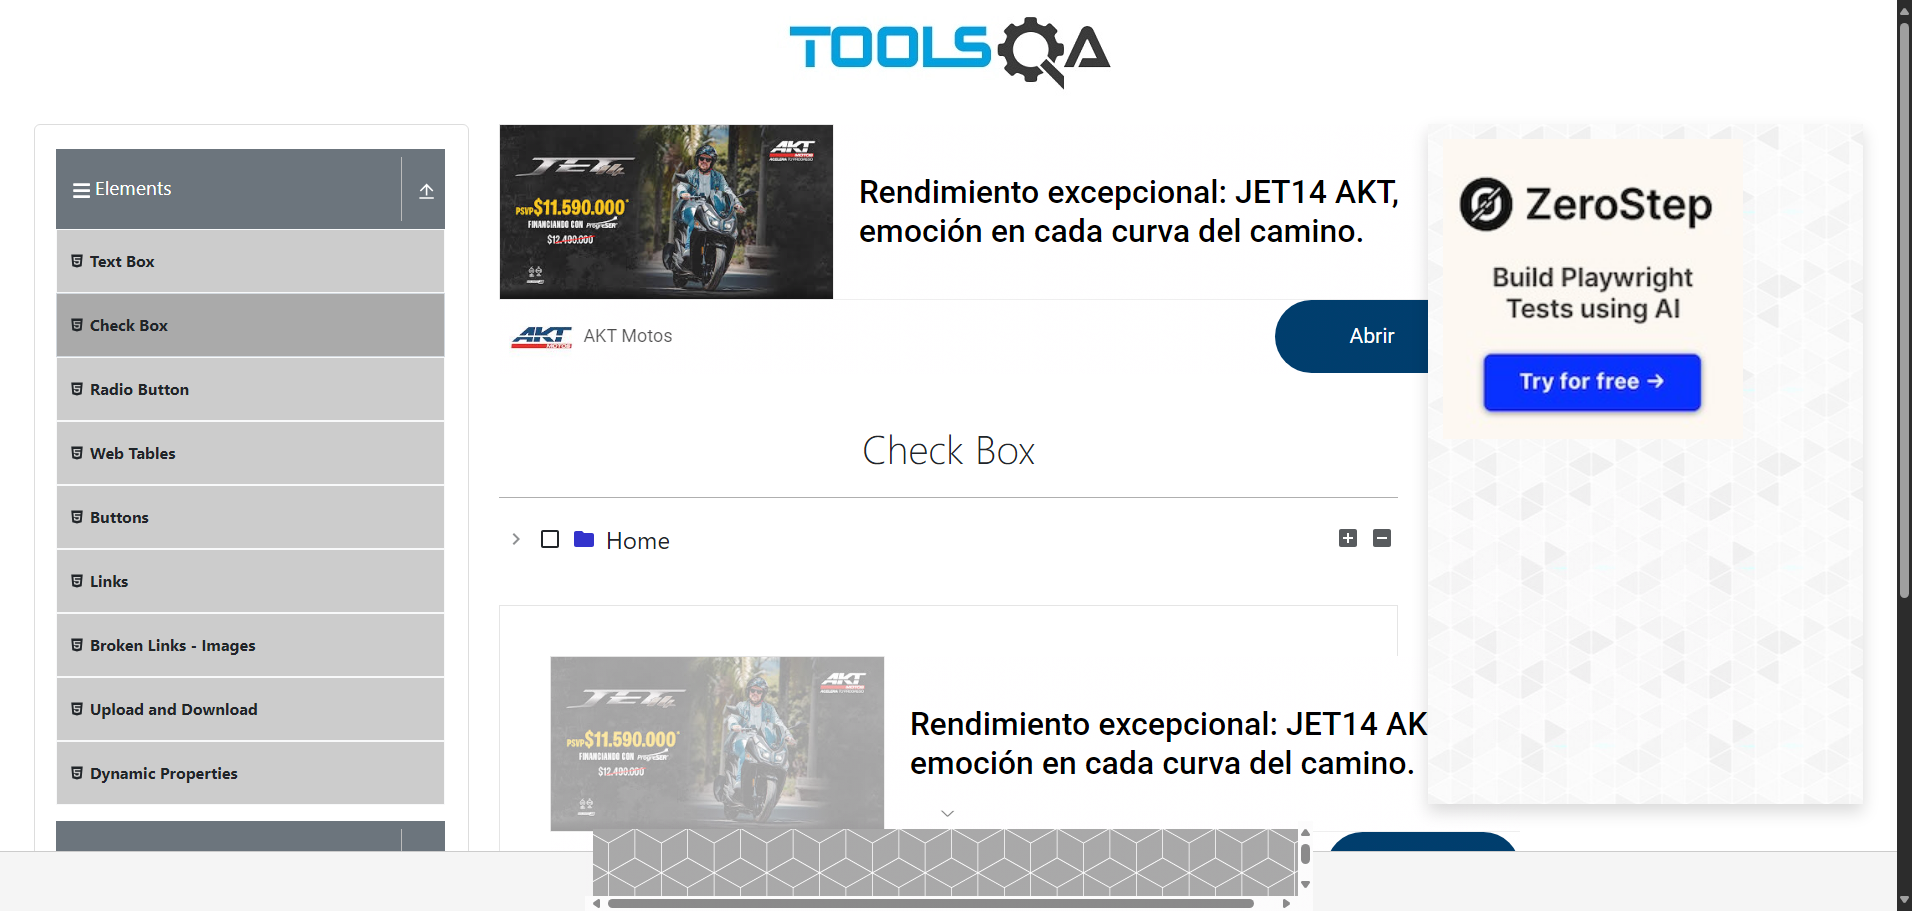 TOOLSQA
Elements
Text Box
Check Box
Radio Button
Web Tables
Buttons
Links
Broken Links - Images
Upload and Download
Dynamic Properties
JET14
AKT
MOTOS
PSVP $11.590.000*
FINANCIANDO CON ProgreSER
$12.490.000
Rendimiento excepcional: JET14 AKT,
emoción en cada curva del camino.
AKT
MOTOS
AKT Motos
Abrir
Check Box
Home
JET14
AKT
MOTOS
PSVP $11.590.000*
FINANCIANDO CON ProgreSER
$12.490.000
Rendimiento excepcional: JET14 AK
emoción en cada curva del camino.
ZeroStep
Build Playwright
Tests using AI
Try for free →